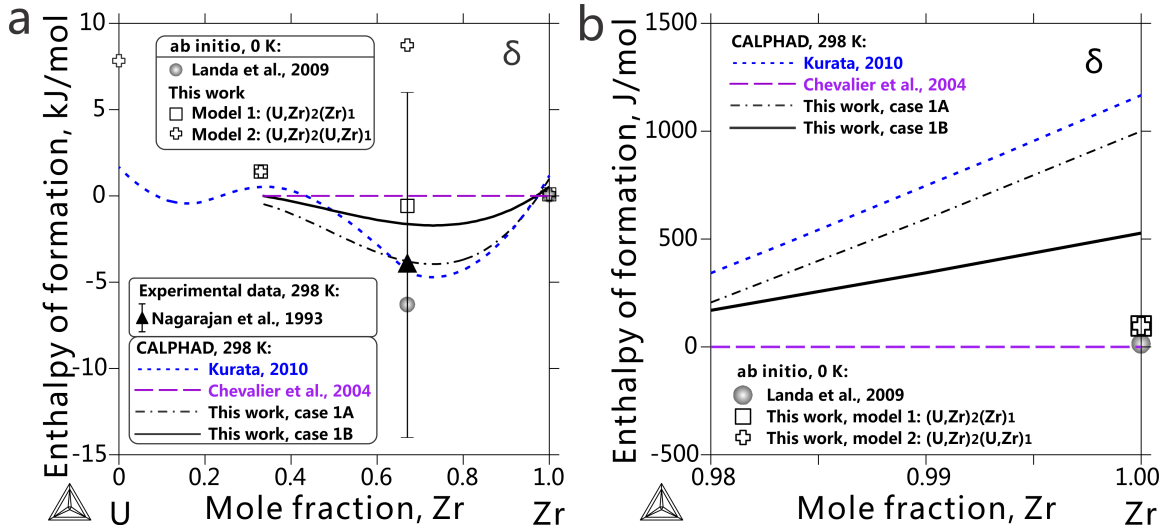 a
Enthalpy of formation, kJ/mol
10
5
0
-5
-10
-15
δ
ab initio, 0 K:
Landa et al., 2009
This work
Model 1: (U,Zr)2(Zr)1
Model 2: (U,Zr)2(U,Zr)1
Experimental data, 298 K:
Nagarajan et al., 1993
CALPHAD, 298 K:
Kurata, 2010
Chevalier et al., 2004
This work, case 1A
This work, case 1B
0 0.2 0.4 0.6 0.8 1.0
U Mole fraction, Zr Zr
b
Enthalpy of formation, J/mol
1500
1000
500
0
-500
CALPHAD, 298 K:
Kurata, 2010
Chevalier et al., 2004
This work, case 1A
This work, case 1B
δ
ab initio, 0 K:
Landa et al., 2009
This work, model 1: (U,Zr)2(Zr)1
This work, model 2: (U,Zr)2(U,Zr)1
0.98 0.99 1.00
Mole fraction, Zr Zr